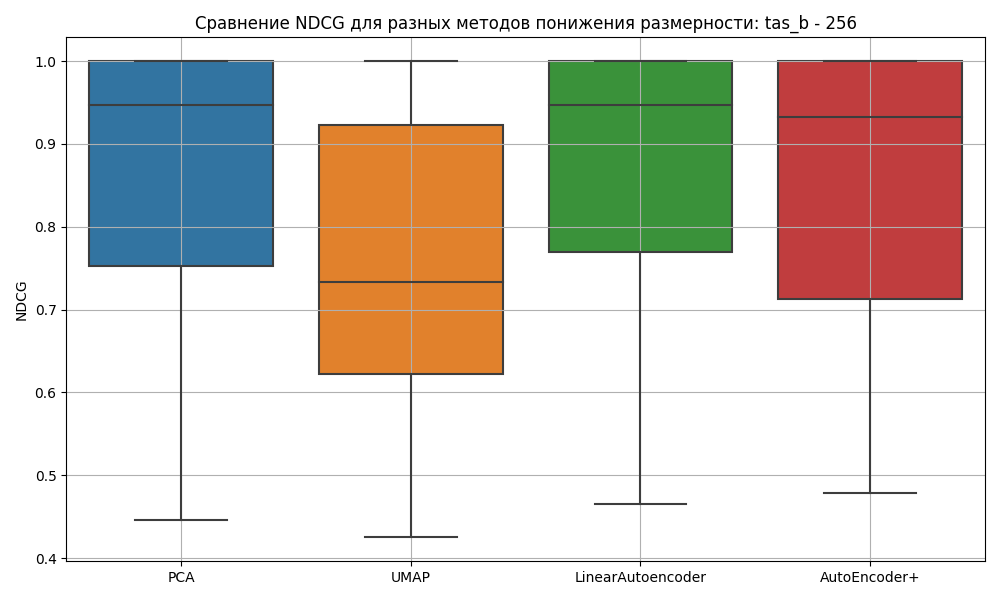 Сравнение NDCG для разных методов понижения размерности: tas_b - 256
1.0
0.9
0.8
0.7
0.6
0.5
0.4
NDCG
PCA UMAP LinearAutoencoder AutoEncoder+